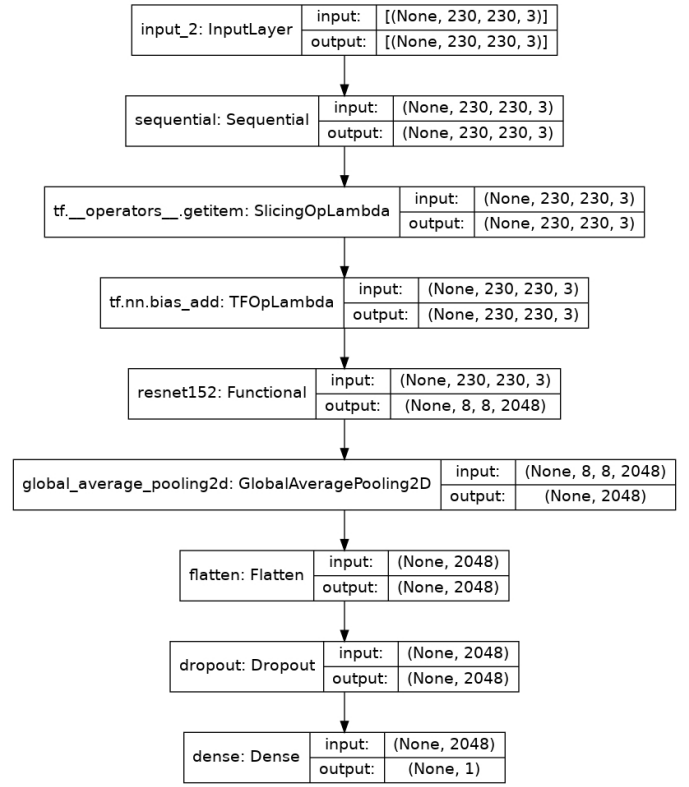 input_2: InputLayer
input: [(None, 230, 230, 3)]
output: [(None, 230, 230, 3)]
sequential: Sequential
input: (None, 230, 230, 3)
output: (None, 230, 230, 3)
tf.__operators__.getitem: SlicingOpLambda
input: (None, 230, 230, 3)
output: (None, 230, 230, 3)
tf.nn.bias_add: TFOpLambda
input: (None, 230, 230, 3)
output: (None, 230, 230, 3)
resnet152: Functional
input: (None, 230, 230, 3)
output: (None, 8, 8, 2048)
global_average_pooling2d: GlobalAveragePooling2D
input: (None, 8, 8, 2048)
output: (None, 2048)
flatten: Flatten
input: (None, 2048)
output: (None, 2048)
dropout: Dropout
input: (None, 2048)
output: (None, 2048)
dense: Dense
input: (None, 2048)
output: (None, 1)